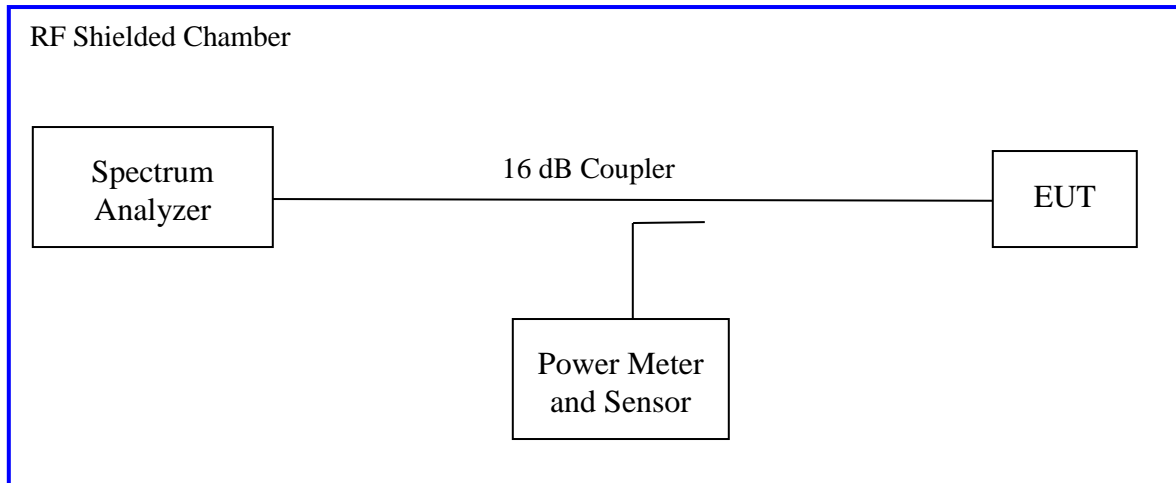 RF Shielded Chamber
16 dB Coupler
Spectrum
Analyzer
EUT
Power Meter
and Sensor